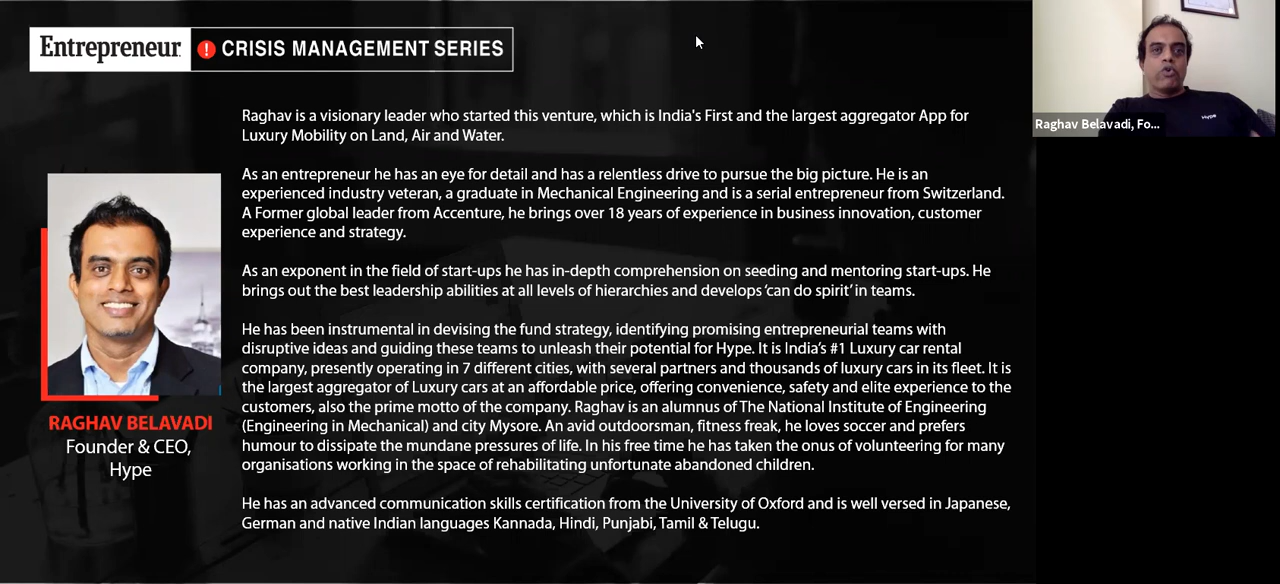 Entrepreneur ! CRISIS MANAGEMENT SERIES
Raghav is a visionary leader who started this venture, which is India's First and the largest aggregator App for
Luxury Mobility on Land, Air and Water.
As an entrepreneur he has an eye for detail and has a relentless drive to pursue the big picture. He is an
experienced industry veteran, a graduate in Mechanical Engineering and is a serial entrepreneur from Switzerland.
A Former global leader from Accenture, he brings over 18 years of experience in business innovation, customer
experience and strategy.
As an exponent in the field of start-ups he has in-depth comprehension on seeding and mentoring start-ups. He
brings out the best leadership abilities at all levels of hierarchies and develops ‘can do spirit’ in teams.
He has been instrumental in devising the fund strategy, identifying promising entrepreneurial teams with
disruptive ideas and guiding these teams to unleash their potential for Hype. It is India’s #1 Luxury car rental
company, presently operating in 7 different cities, with several partners and thousands of luxury cars in its fleet. It is
the largest aggregator of Luxury cars at an affordable price, offering convenience, safety and elite experience to the
customers, also the prime motto of the company. Raghav is an alumnus of The National Institute of Engineering
(Engineering in Mechanical) and city Mysore. An avid outdoorsman, fitness freak, he loves soccer and prefers
humour to dissipate the mundane pressures of life. In his free time he has taken the onus of volunteering for many
organisations working in the space of rehabilitating unfortunate abandoned children.
He has an advanced communication skills certification from the University of Oxford and is well versed in Japanese,
German and native Indian languages Kannada, Hindi, Punjabi, Tamil & Telugu.
RAGHAV BELAVADI
Founder & CEO,
Hype
Hype
Raghav Belavadi, Fo...